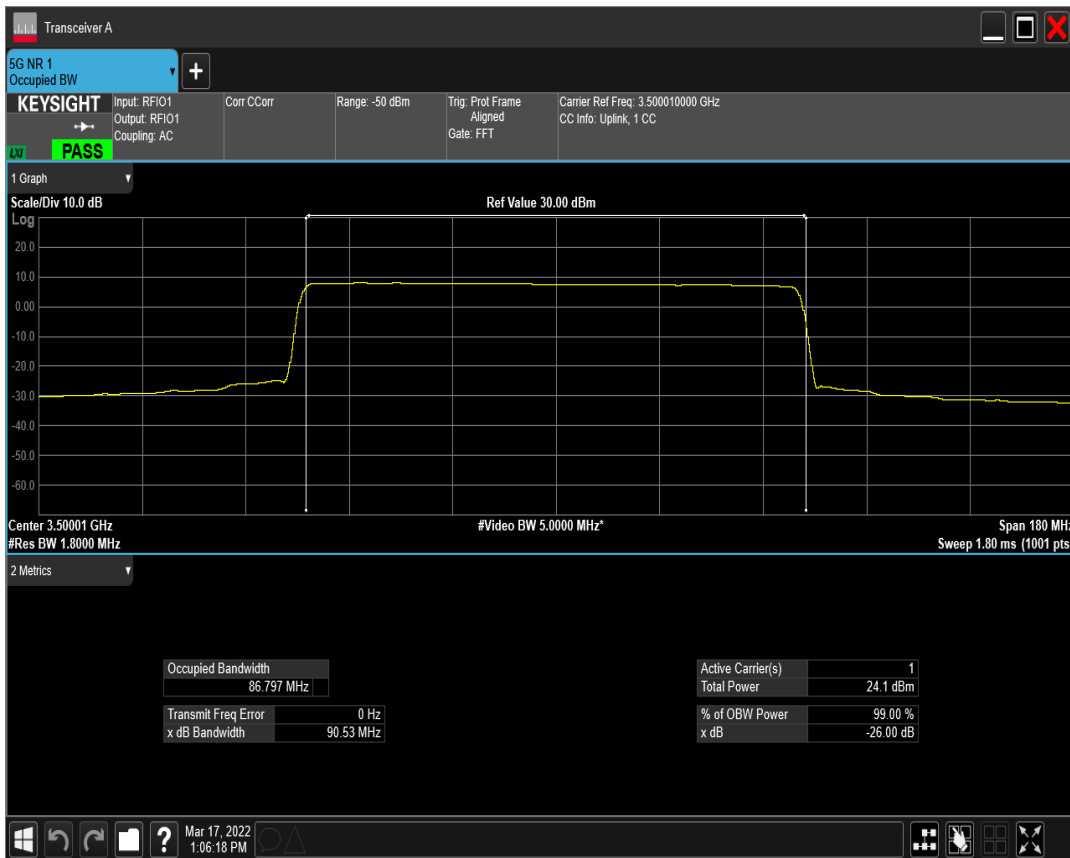 Transceiver A
5G NR 1
Occupied BW
+
KEYSIGHT
LXI
PASS
Input: RFIO1
Output: RFIO1
Coupling: AC
Corr CCorr
Range: -50 dBm
Trig: Prot Frame
Aligned
Gate: FFT
Carrier Ref Freq: 3.500010000 GHz
CC Info: Uplink, 1 CC
1 Graph
Scale/Div 10.0 dB
Ref Value 30.00 dBm
Log
20.0
10.0
0.00
-10.0
-20.0
-30.0
-40.0
-50.0
-60.0
Center 3.50001 GHz
#Video BW 5.0000 MHz*
Span 180 MHz
#Res BW 1.8000 MHz
Sweep 1.80 ms (1001 pts
2 Metrics
Occupied Bandwidth
86.797 MHz
Transmit Freq Error 0 Hz
x dB Bandwidth 90.53 MHz
Active Carrier(s) 1
Total Power 24.1 dBm
% of OBW Power 99.00 %
x dB -26.00 dB
?
Mar 17, 2022
1:06:18 PM